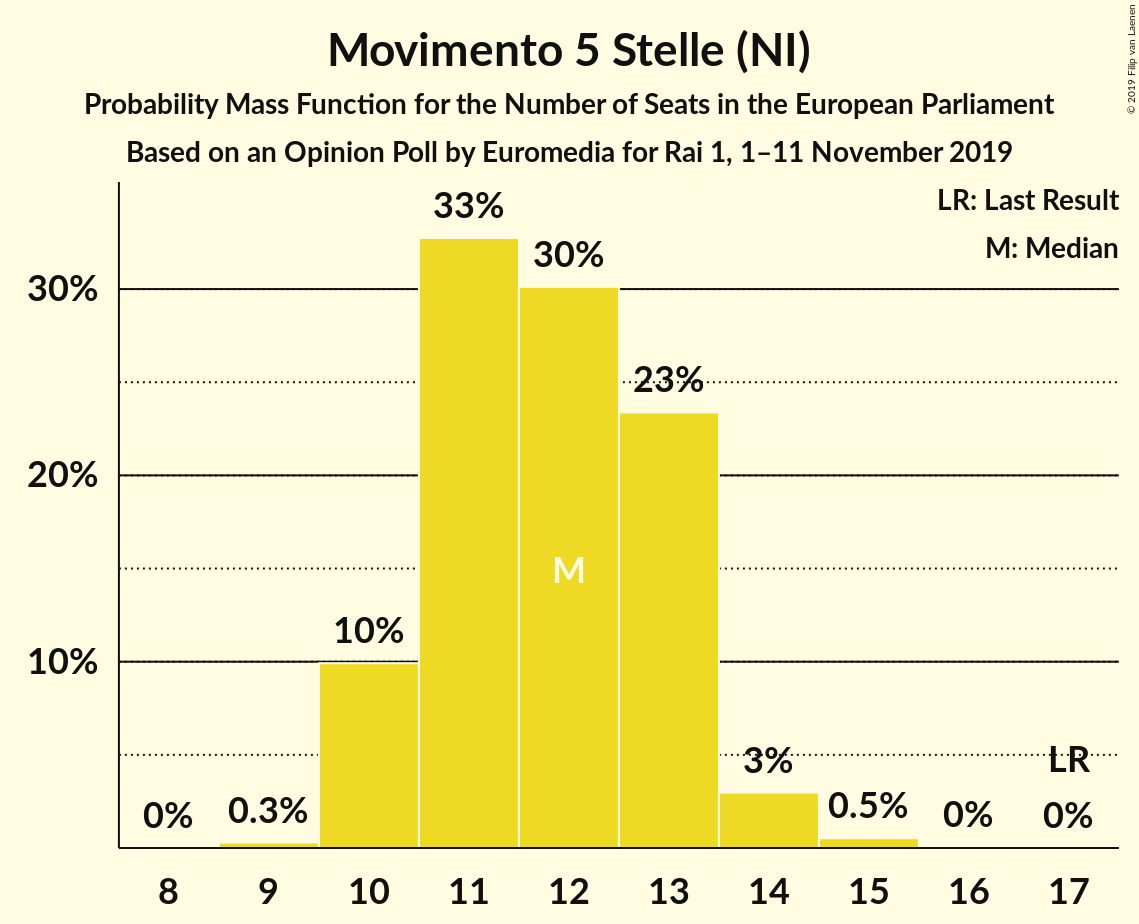 Movimento 5 Stelle (NI)
Probability Mass Function for the Number of Seats in the European Parliament
Based on an Opinion Poll by Euromedia for Rai 1, 1–11 November 2019
© 2019 Filip van Laenen
LR: Last Result
M: Median
33%
30%
30%
23%
20%
M
10%
10%
3%
LR
0%
0.3%
0.5%
0%
0%
8 9 10 11 12 13 14 15 16 17